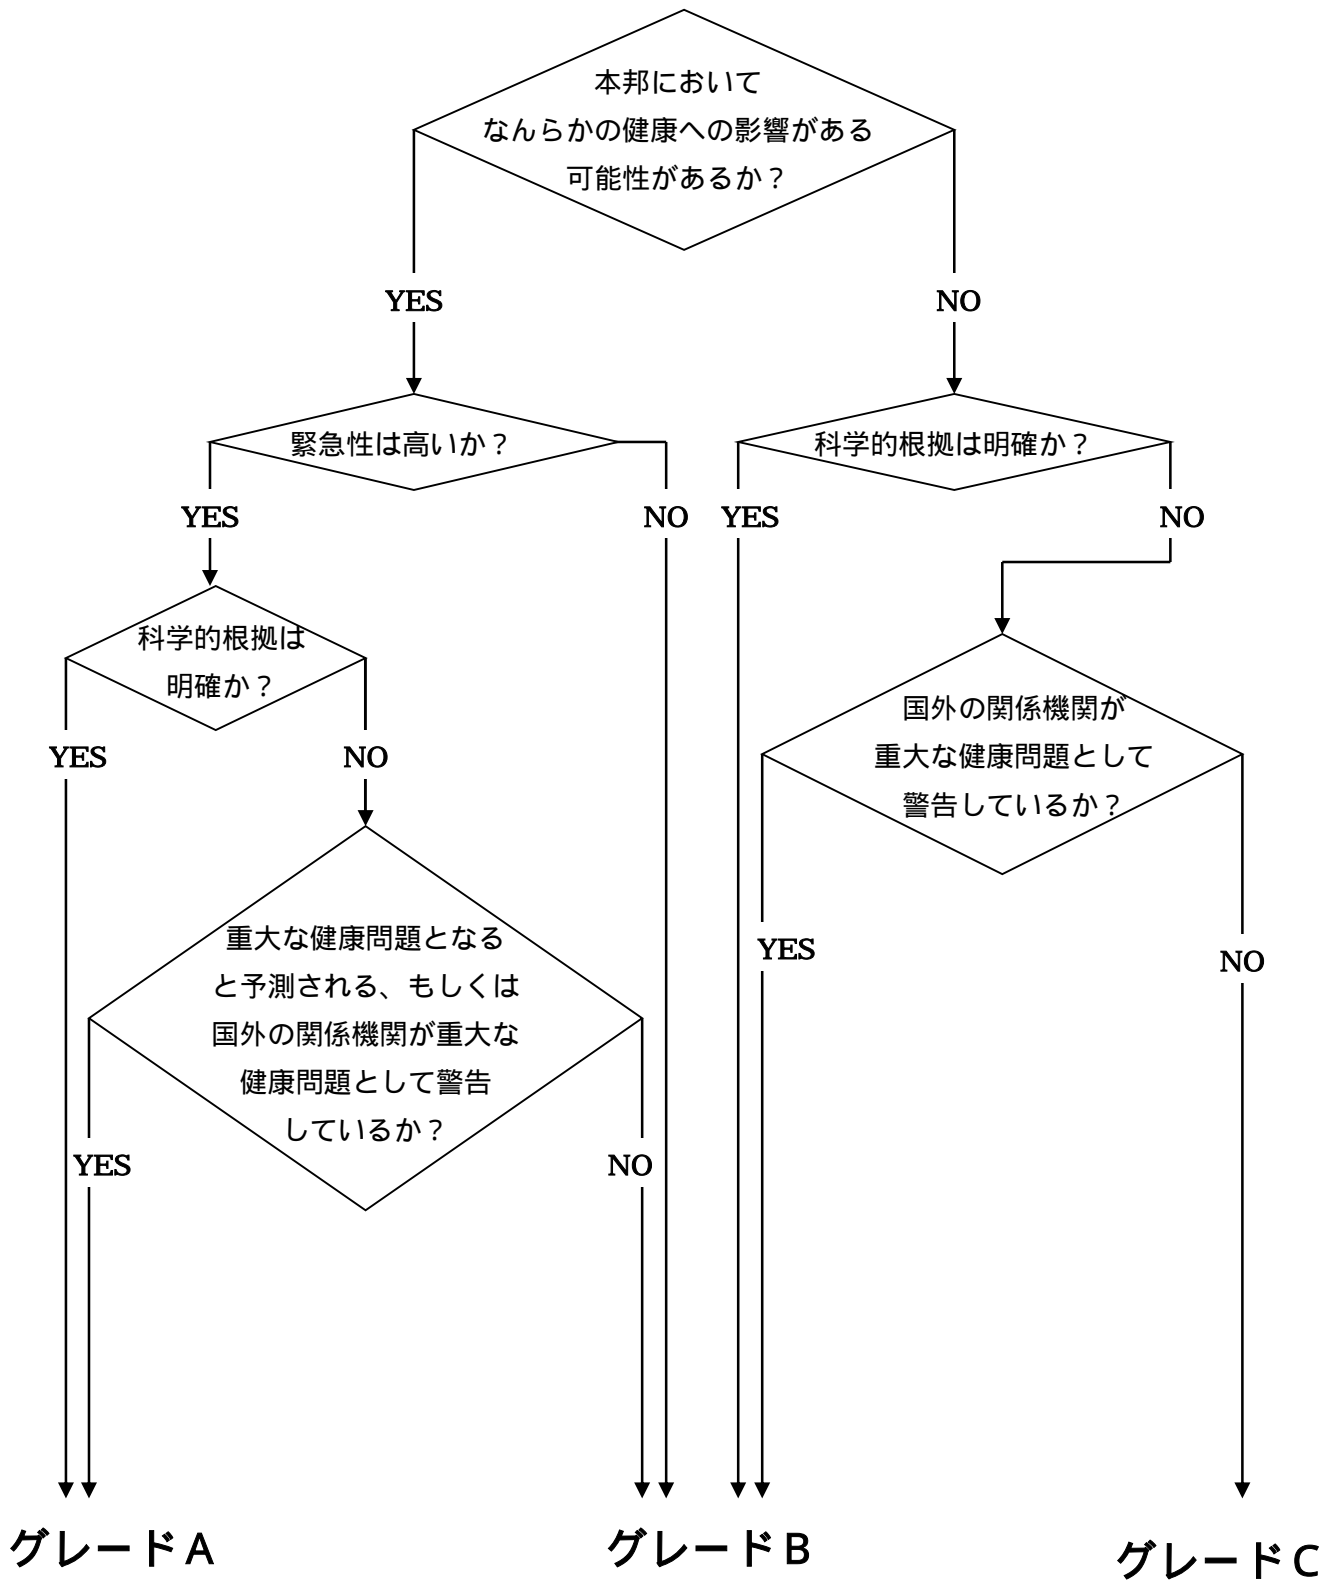 本邦において
なんらかの健康への影響がある
可能性があるか？
YES
NO
緊急性は高いか？
科学的根拠は明確か？
YES
NO
YES
NO
科学的根拠は
明確か？
YES
NO
国外の関係機関が
重大な健康問題として
警告しているか？
重大な健康問題となる
と予測される、もしくは
国外の関係機関が重大な
健康問題として警告
しているか？
YES
NO
YES
NO
グレードA
グレードB
グレードC